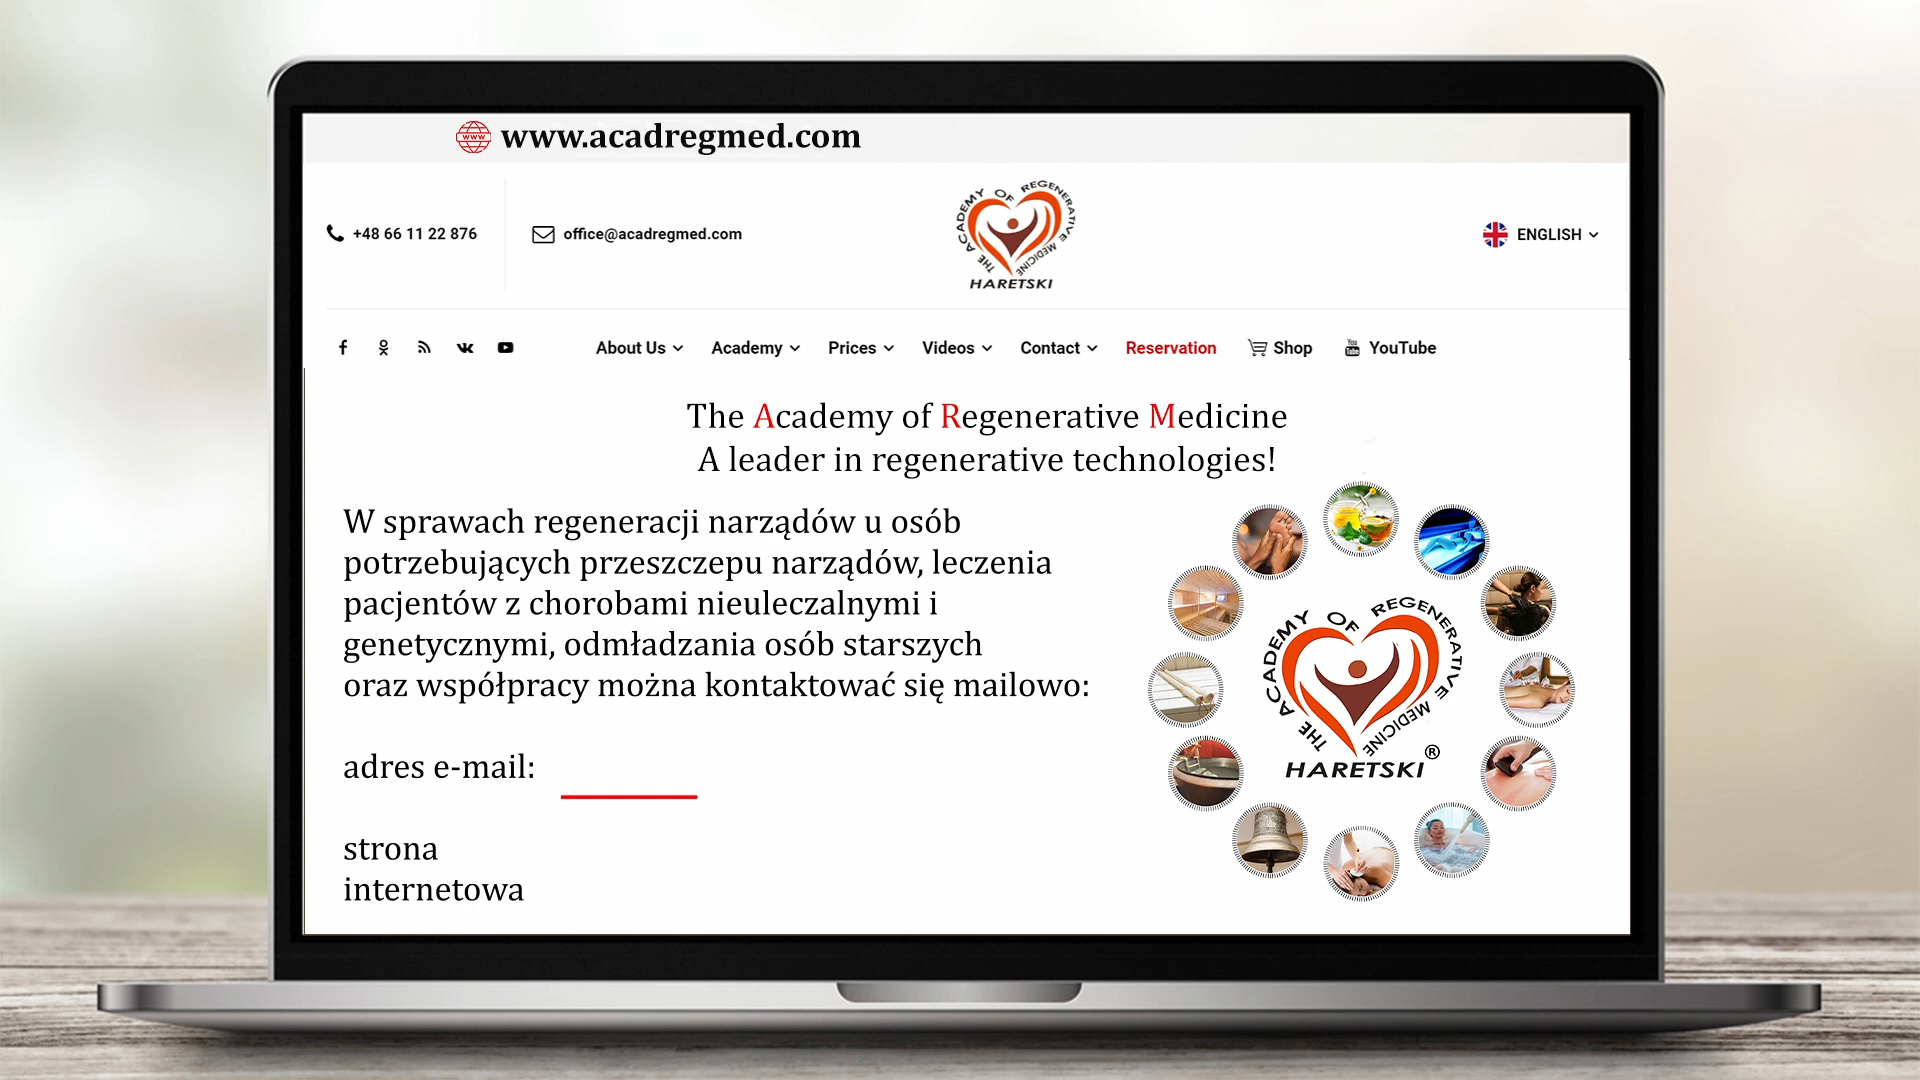 www.acadregmed.com
+48 66 11 22 876
office@acadregmed.com
THE ACADEMY OF REGENERATIVE MEDICINE
HARETSKI
ENGLISH
About Us
Academy
Prices
Videos
Contact
Reservation
Shop
YouTube
The Academy of Regenerative Medicine
A leader in regenerative technologies!
W sprawach regeneracji narządów u osób
potrzebujących przeszczepu narządów, leczenia
pacjentów z chorobami nieuleczalnymi i
genetycznymi, odmładzania osób starszych
oraz współpracy można kontaktować się mailowo:
adres e-mail:
strona
internetowa
THE ACADEMY OF REGENERATIVE MEDICINE
HARETSKI®